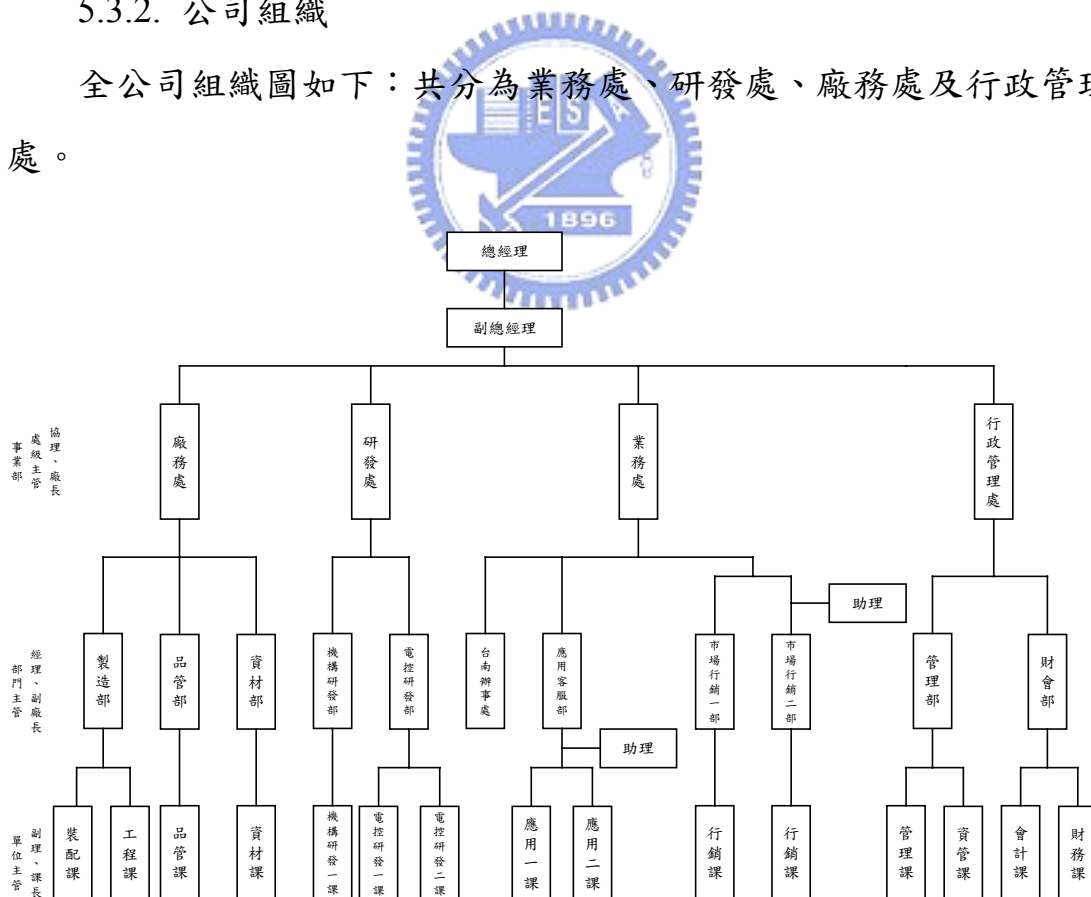 5.3.2. 公司組織
全公司組織圖如下：共分為業務處、研發處、廠務處及行政管理
處。
ES
1896
總經理
副總經理
協理、廠長
處級主管
事業部
廠務處
研發處
業務處
行政管理處
助理
經理、副廠長
部門主管
製造部
品管部
資材部
機構研發部
電控研發部
台南辦事處
應用客服部
市場行銷一部
市場行銷二部
管理部
財會部
助理
副理、課長
單位主管
裝配課
工程課
品管課
資材課
機構研發一課
電控研發一課
電控研發二課
應用一課
應用二課
行銷課
行銷課
管理課
資管課
會計課
財務課